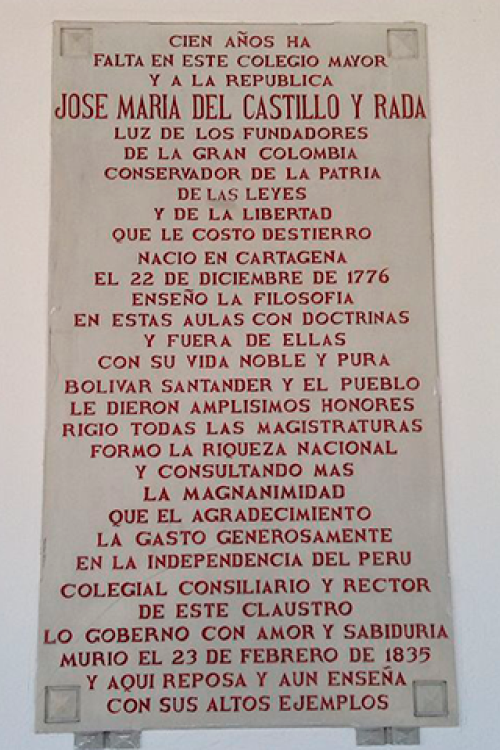 CIEN AÑOS HA
FALTA EN ESTE COLEGIO MAYOR
Y A LA REPUBLICA
JOSE MARIA DEL CASTILLO Y RADA
LUZ DE LOS FUNDADORES
DE LA GRAN COLOMBIA
CONSERVADOR DE LA PATRIA
DE LAS LEYES
Y DE LA LIBERTAD
QUE LE COSTO DESTIERRO
NACIO EN CARTAGENA
EL 22 DE DICIEMBRE DE 1776
ENSEÑO LA FILOSOFIA
EN ESTAS AULAS CON DOCTRINAS
Y FUERA DE ELLAS
CON SU VIDA NOBLE Y PURA
BOLIVAR SANTANDER Y EL PUEBLO
LE DIERON AMPLISIMOS HONORES
RIGIO TODAS LAS MAGISTRATURAS
FORMO LA RIQUEZA NACIONAL
Y CONSULTANDO MAS
LA MAGNANIMIDAD
QUE EL AGRADECIMIENTO
LA GASTO GENEROSAMENTE
EN LA INDEPENDENCIA DEL PERU
COLEGIAL CONSILIARIO Y RECTOR
DE ESTE CLAUSTRO
LO GOBERNO CON AMOR Y SABIDURIA
MURIO EL 23 DE FEBRERO DE 1835
Y AQUI REPOSA Y AUN ENSEÑA
CON SUS ALTOS EJEMPLOS